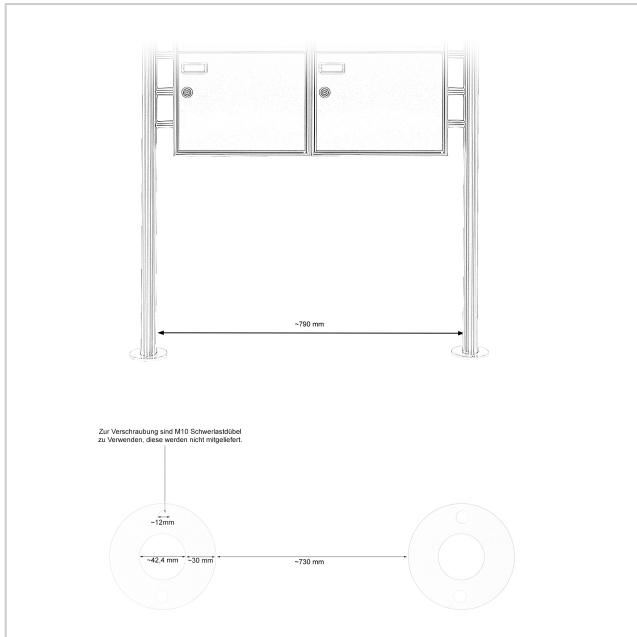 ~790 mm
Zur Verschraubung sind M10 Schwerlastdübel
zu Verwenden, diese werden nicht mitgeliefert.
~12mm
~42,4 mm
~30 mm
~730 mm